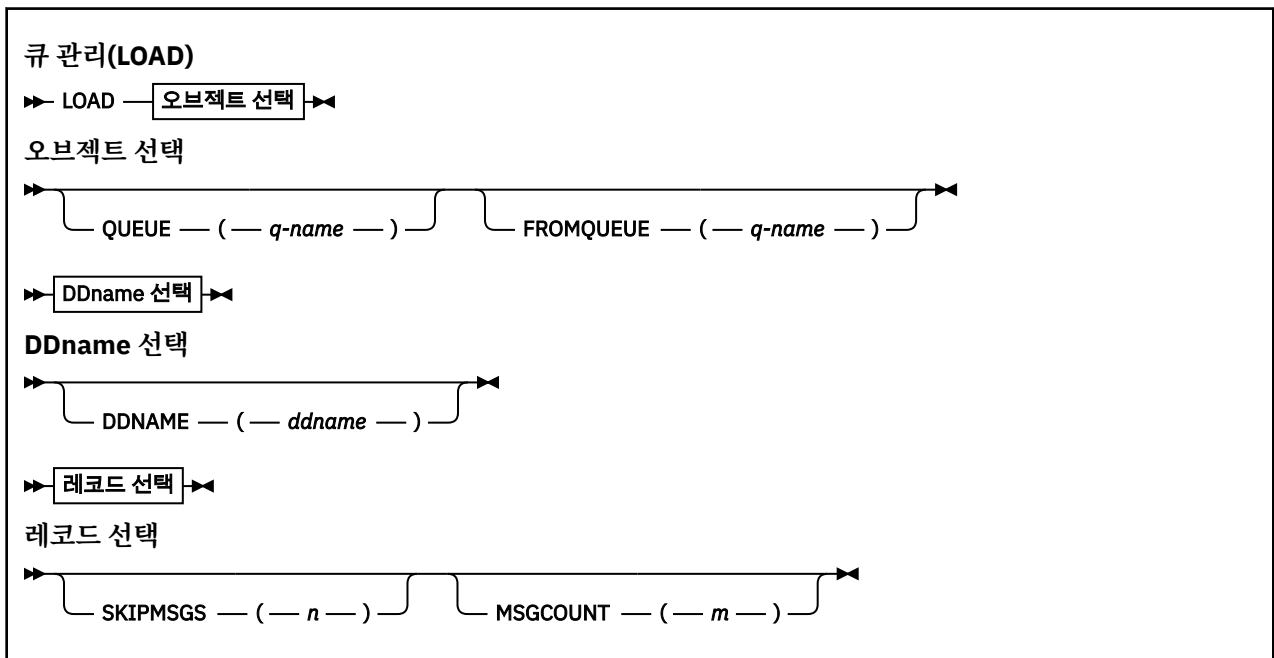 큐 관리(LOAD)
LOAD 오브젝트 선택
오브젝트 선택
QUEUE ( q-name ) FROMQUEUE ( q-name )
DDname 선택
DDname 선택
DDNAME ( ddname )
레코드 선택
레코드 선택
SKIPMSGS ( n ) MSGCOUNT ( m )